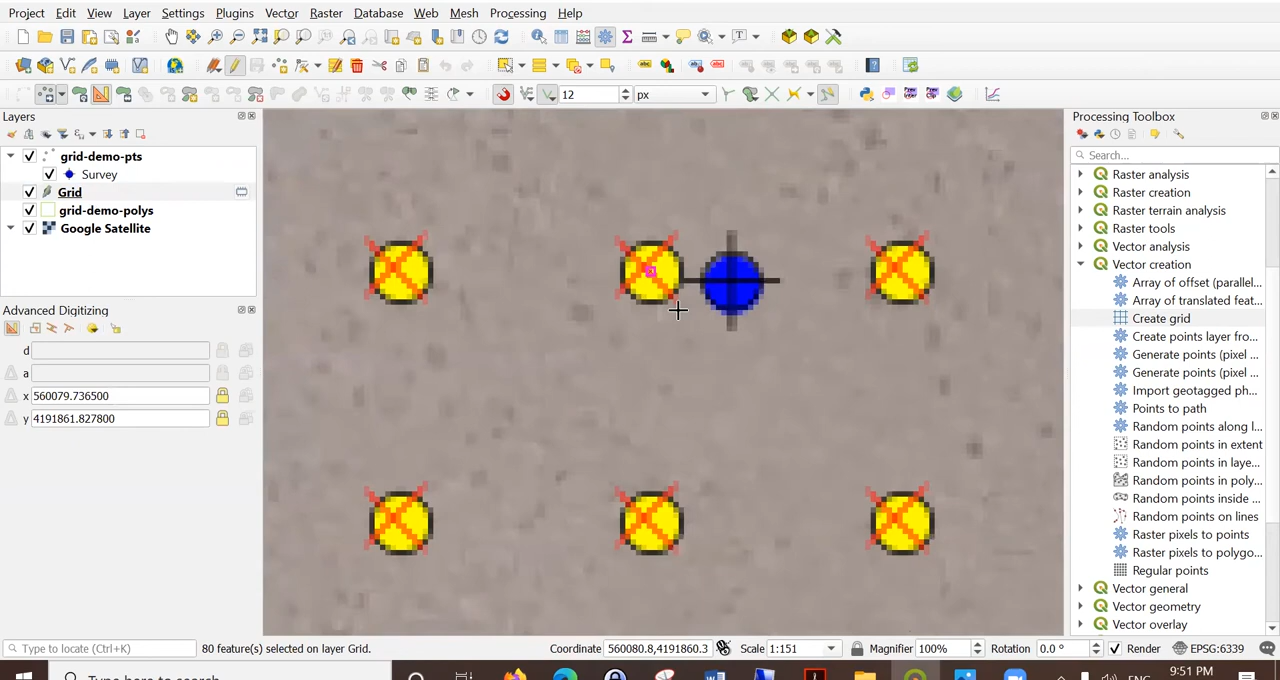 Project Edit View Layer Settings Plugins Vector Raster Database Web Mesh Processing Help
12 px
Layers
grid-demo-pts
Survey
Grid
grid-demo-polys
Google Satellite
Advanced Digitizing
d
a
x 560079.736500
y 4191861.827800
Processing Toolbox
Search...
Raster analysis
Raster creation
Raster terrain analysis
Raster tools
Vector analysis
Vector creation
Array of offset (parallel...
Array of translated feat...
Create grid
Create points layer fro...
Generate points (pixel ...
Generate points (pixel ...
Import geotagged ph...
Points to path
Random points along l...
Random points in extent
Random points in laye...
Random points in poly...
Random points inside ...
Random points on lines
Raster pixels to points
Raster pixels to polygo...
Regular points
Vector general
Vector geometry
Vector overlay
Type to locate (Ctrl+K) 80 feature(s) selected on layer Grid. Coordinate 560080.8,4191860.3 Scale 1:151 Magnifier 100% Rotation 0.0 ° Render EPSG:6339
9:51 PM